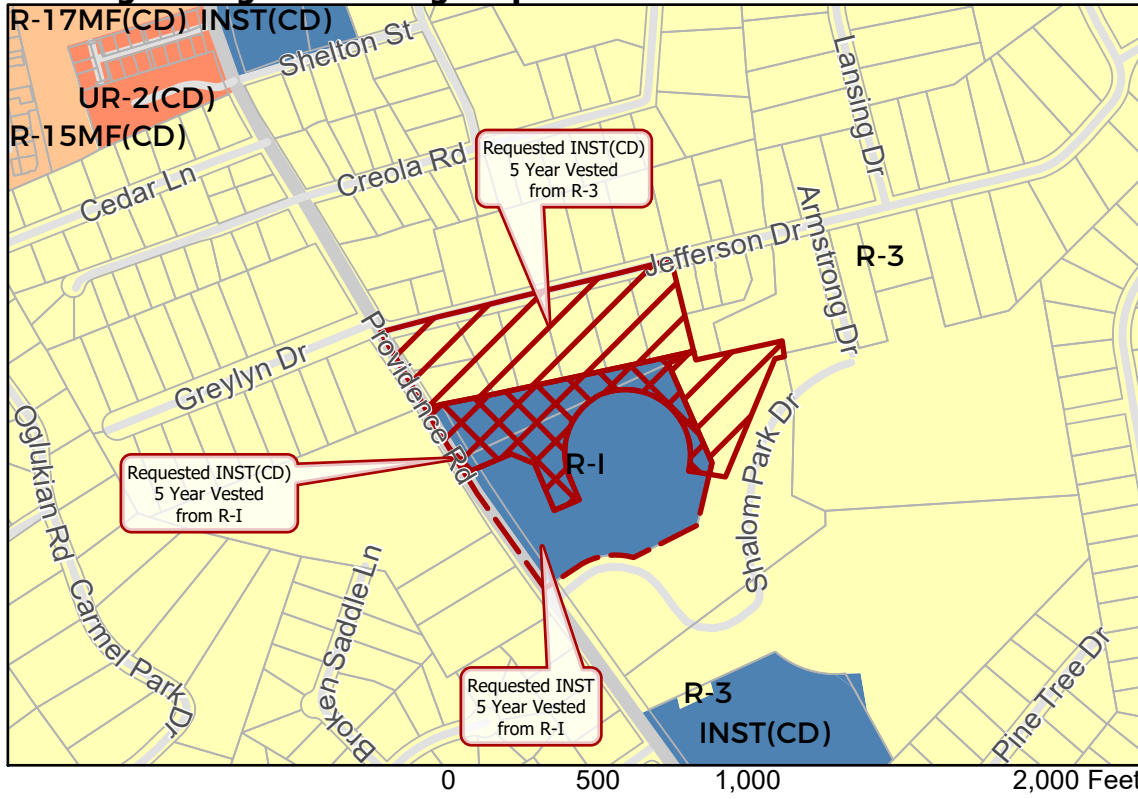 R-17MF(CD) INST(CD)
Shelton St
UR-2(CD)
R-15MF(CD)
Lansing Dr
Cedar Ln
Creola Rd
Requested INST(CD)
5 Year Vested
from R-3
Armstrong Dr
Jefferson Dr
R-3
Providence Rd
Greylyn Dr
Oglukian Rd
Requested INST(CD)
5 Year Vested
from R-I
R-I
Shalom Park Dr
Carmel Park Dr
Broken Saddle Ln
Requested INST
5 Year Vested
from R-I
R-3
INST(CD)
Pine Tree Dr
0 500 1,000 2,000 Feet